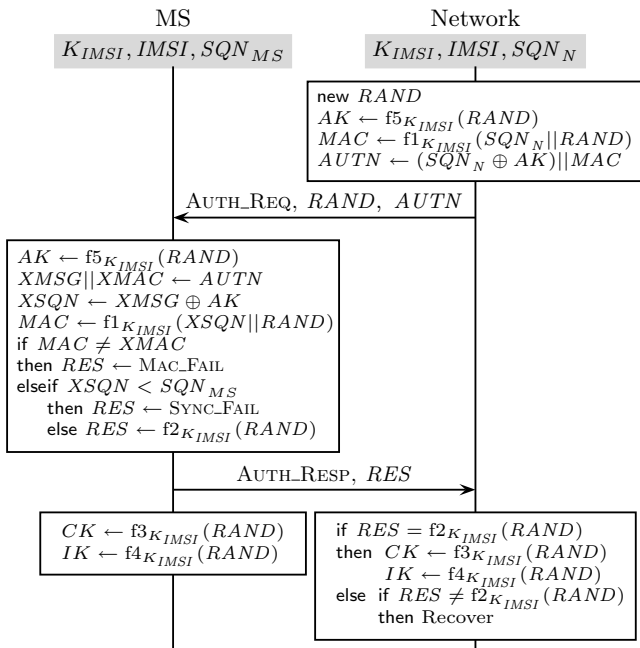 MS
Network
K_IMSI, IMSI, SQN_MS
K_IMSI, IMSI, SQN_N
new RAND
AK ← f5_K_IMSI(RAND)
MAC ← f1_K_IMSI(SQN_N||RAND)
AUTN ← (SQN_N ⊕ AK)||MAC
AUTH_REQ, RAND, AUTN
AK ← f5_K_IMSI(RAND)
XMSG||XMAC ← AUTN
XSQN ← XMSG ⊕ AK
MAC ← f1_K_IMSI(XSQN||RAND)
if MAC ≠ XMAC
then RES ← MAC_FAIL
elseif XSQN < SQN_MS
then RES ← SYNC_FAIL
else RES ← f2_K_IMSI(RAND)
AUTH_RESP, RES
CK ← f3_K_IMSI(RAND)
IK ← f4_K_IMSI(RAND)
if RES = f2_K_IMSI(RAND)
then CK ← f3_K_IMSI(RAND)
IK ← f4_K_IMSI(RAND)
else if RES ≠ f2_K_IMSI(RAND)
then Recover